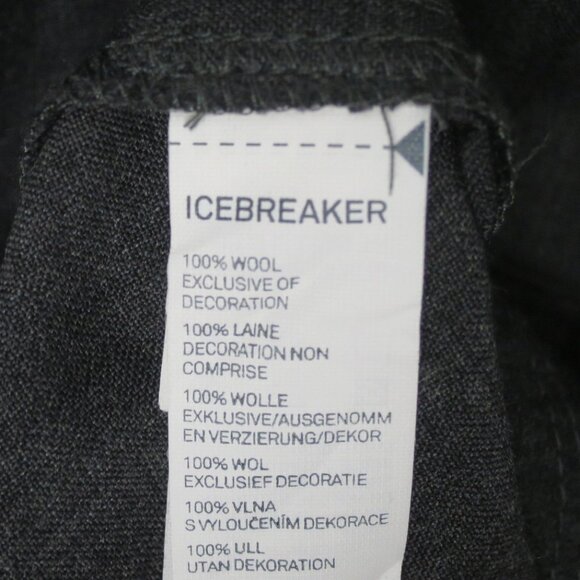 ICEBREAKER
100% WOOL
EXCLUSIVE OF
DECORATION
100% LAINE
DECORATION NON
COMPRISE
100% WOLLE
EXKLUSIVE/AUSGENOMM
EN VERZIERUNG/DEKOR
100% WOL
EXCLUSIEF DECORATIE
100% VLNA
S VYLOUČENÍM DEKORACE
100% ULL
UTAN DEKORATION